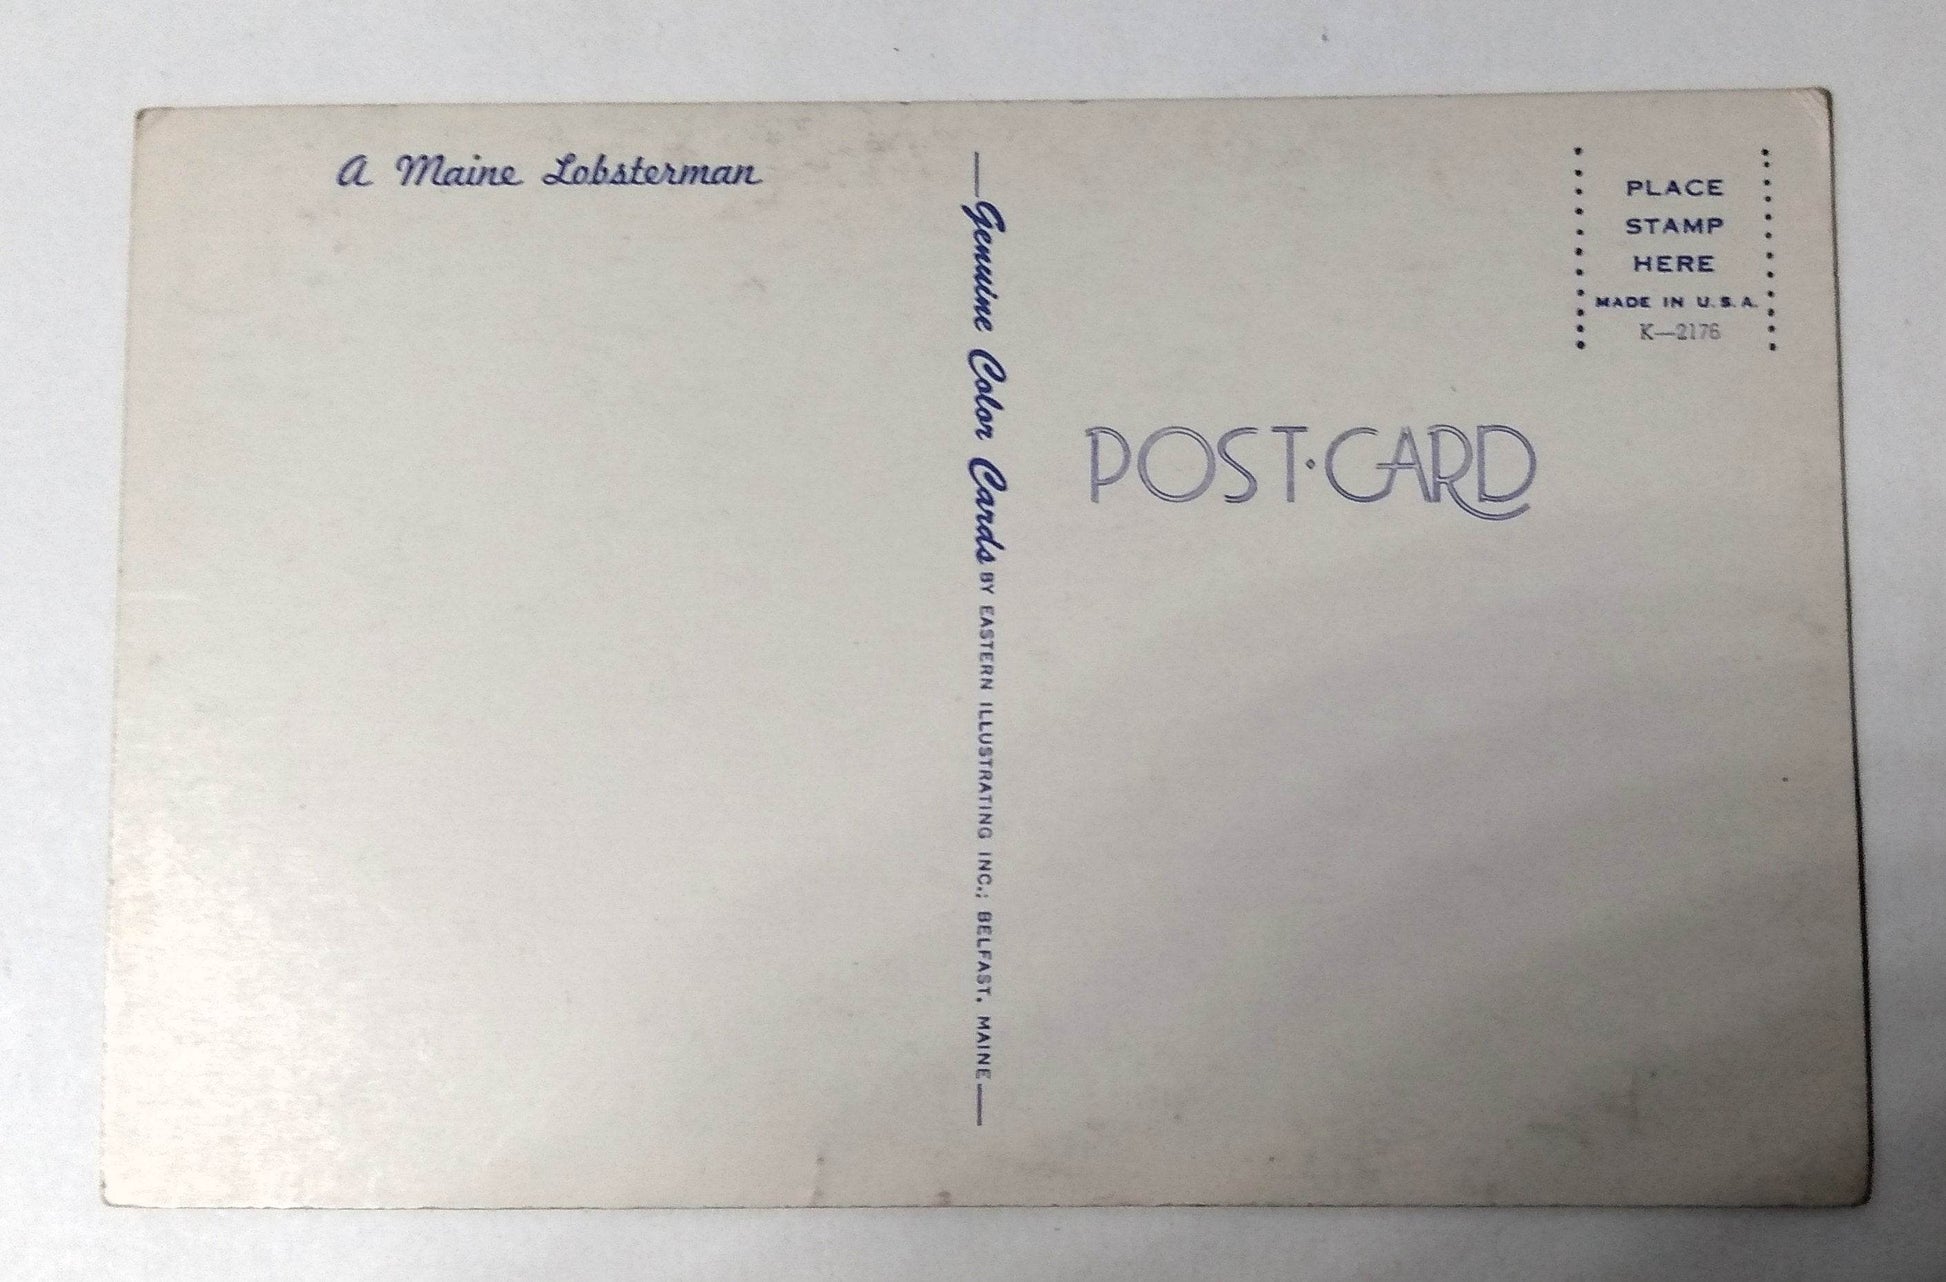 A Maine Lobsterman
Genuine Color Cards BY EASTERN ILLUSTRATING INC.; BELFAST, MAINE
PLACE
STAMP
HERE
MADE IN U.S.A.
K—2176
POST·CARD